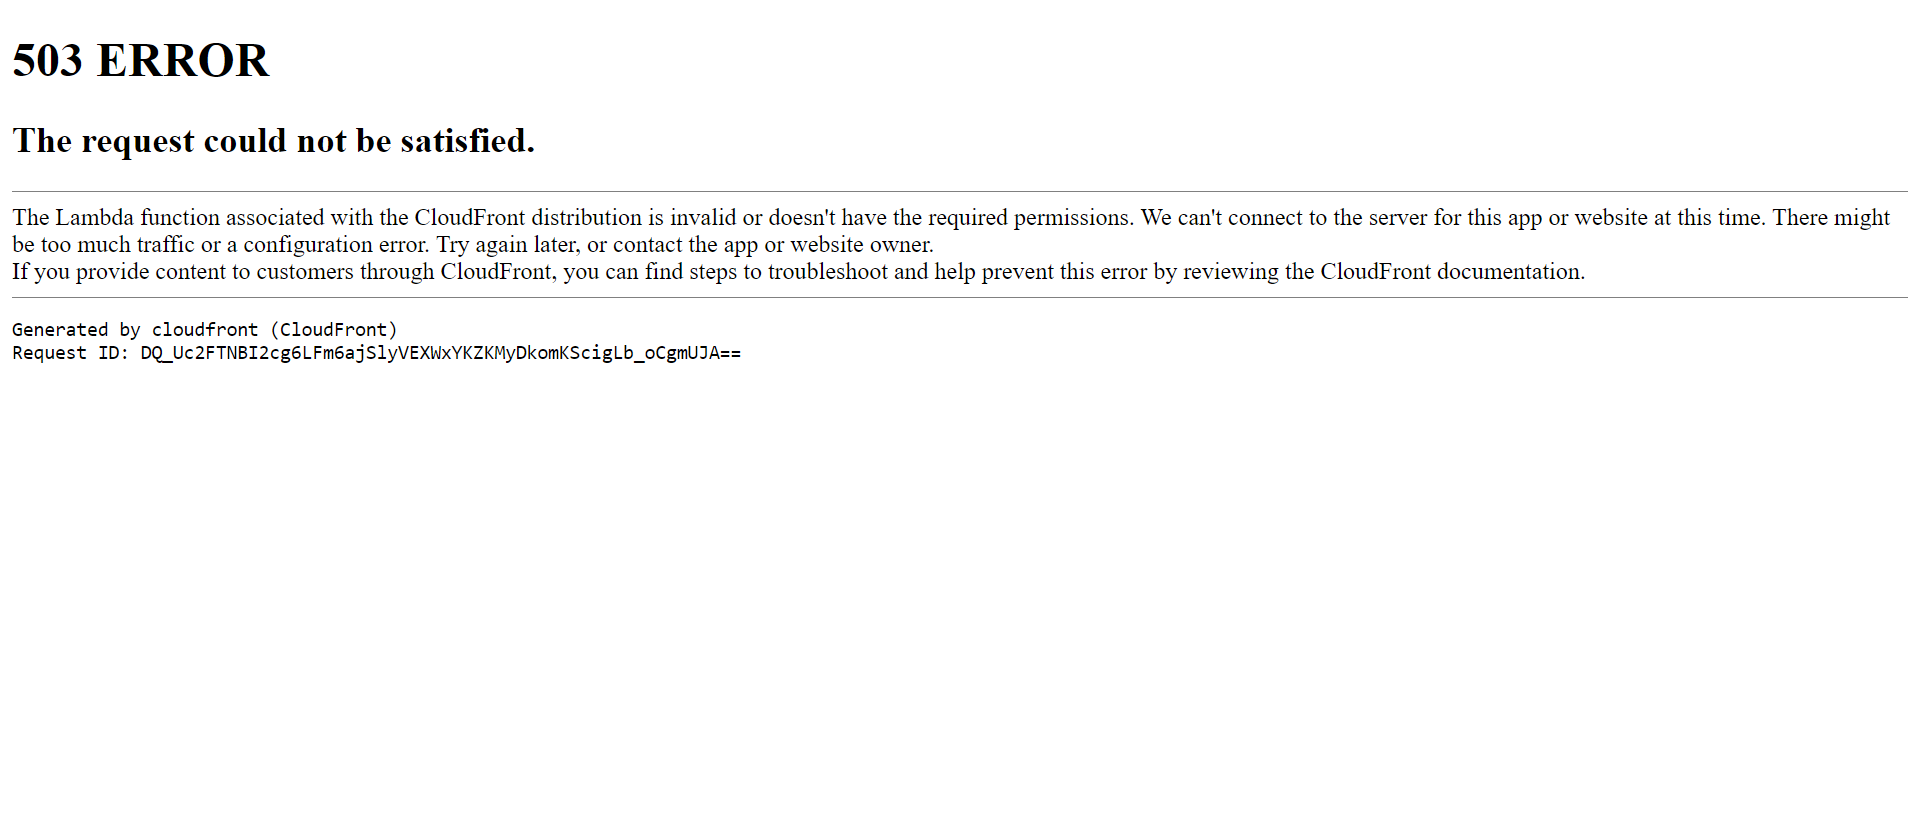 503 ERROR
The request could not be satisfied.
The Lambda function associated with the CloudFront distribution is invalid or doesn't have the required permissions. We can't connect to the server for this app or website at this time. There might
be too much traffic or a configuration error. Try again later, or contact the app or website owner.
If you provide content to customers through CloudFront, you can find steps to troubleshoot and help prevent this error by reviewing the CloudFront documentation.
Generated by cloudfront (CloudFront)
Request ID: DQ_Uc2FTNBI2cg6LFm6ajSlyVEXWxYKZKMyDkomKScigLb_oCgmUJA==